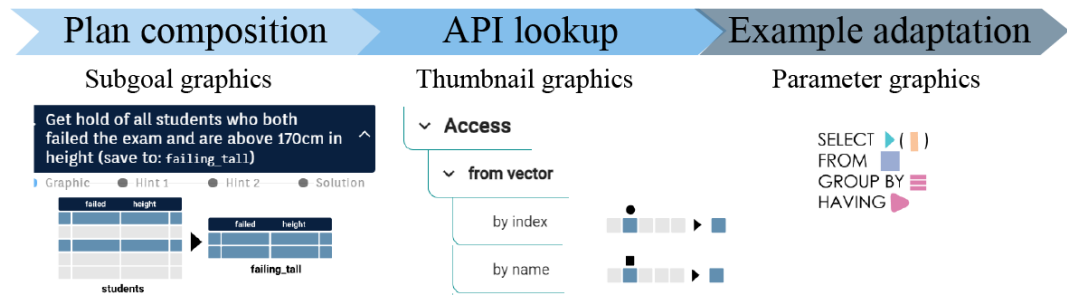 Plan composition
API lookup
Example adaptation
Subgoal graphics
Thumbnail graphics
Parameter graphics
Get hold of all students who both
failed the exam and are above 170cm in
height (save to: failing_tall)
Graphic
Hint 1
Hint 2
Solution
failed height
students
failed height
failing_tall
Access
from vector
by index
by name
SELECT ( )
FROM
GROUP BY
HAVING